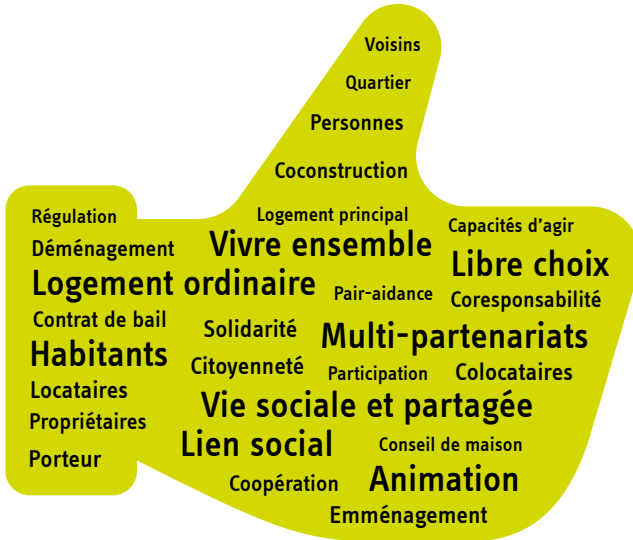 Voisins
Quartier
Personnes
Coconstruction
Régulation
Logement principal
Capacités d'agir
Déménagement
Vivre ensemble
Libre choix
Logement ordinaire
Pair-aidance
Coresponsabilité
Contrat de bail
Solidarité
Multi-partenariats
Habitants
Citoyenneté
Participation
Colocataires
Locataires
Vie sociale et partagée
Propriétaires
Lien social
Conseil de maison
Porteur
Coopération
Animation
Emménagement